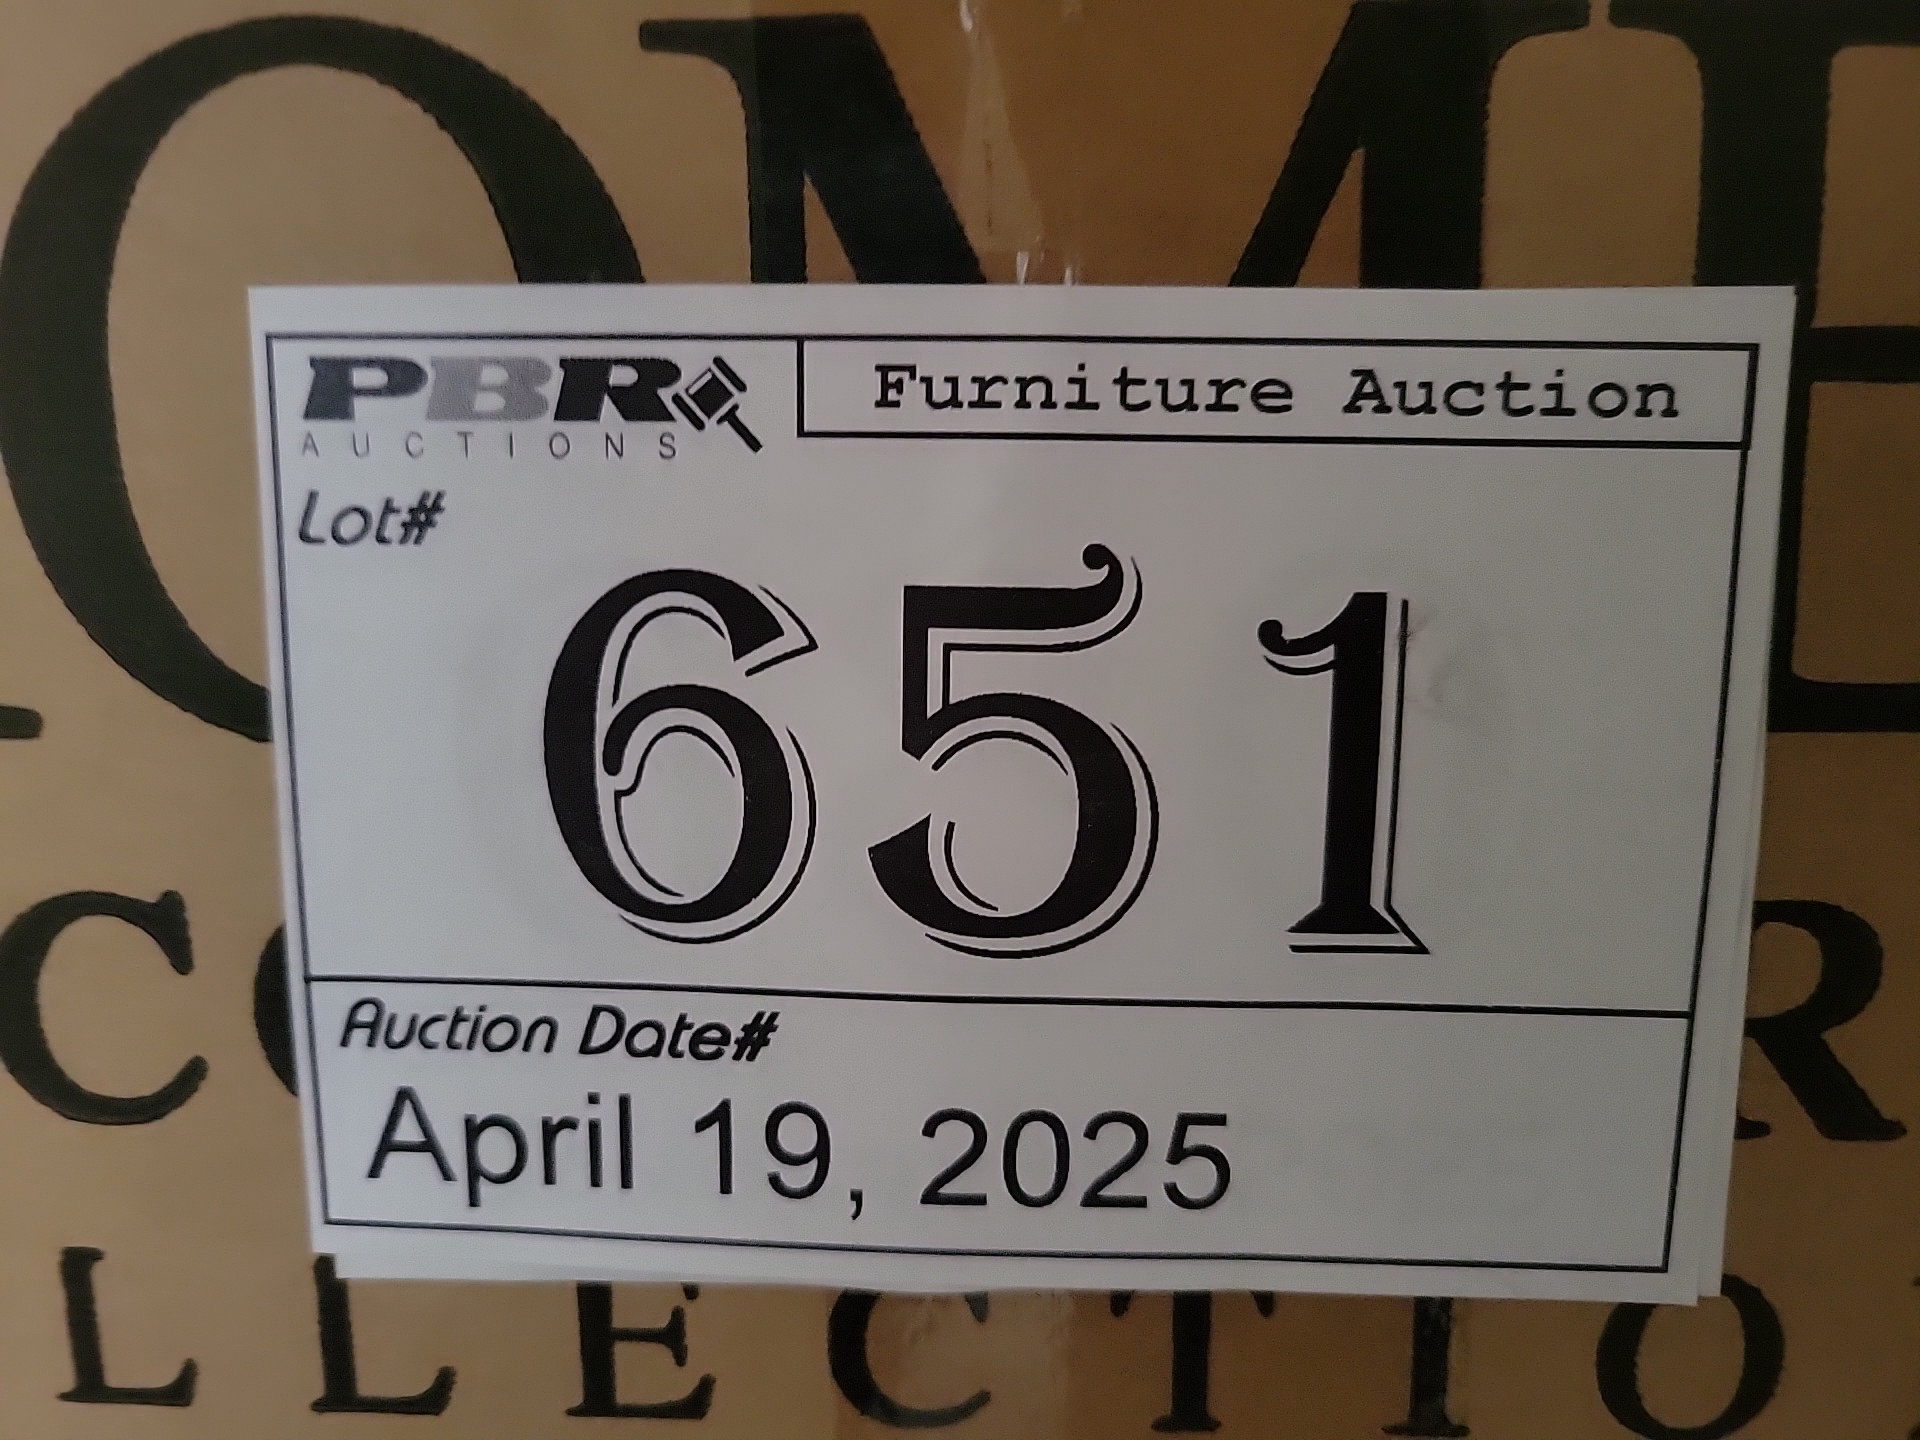 PBR
AUCTIONS
Furniture Auction
Lot#
651
Auction Date#
April 19, 2025